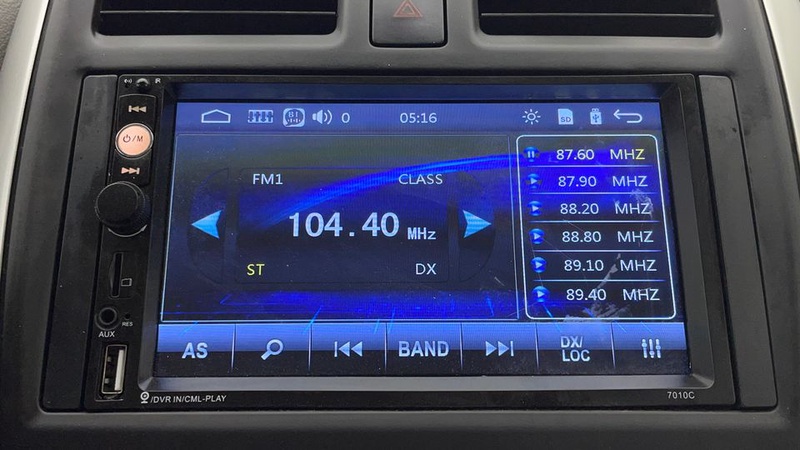 R
⏻/M
AUX
RES
/DVR IN/CML-PLAY
7010C
BT
0
05:16
SD
FM1
CLASS
104.40 MHz
ST
DX
87.60 MHZ
87.90 MHZ
88.20 MHZ
88.80 MHZ
89.10 MHZ
89.40 MHZ
AS
BAND
DX/
LOC